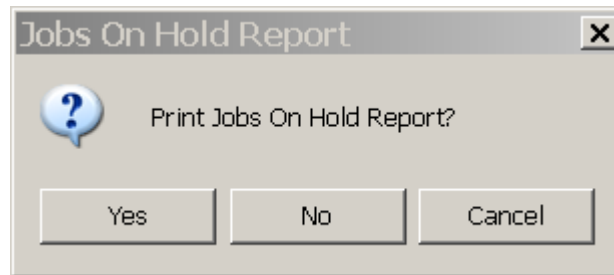 Jobs On Hold Report
Print Jobs On Hold Report?
Yes
No
Cancel